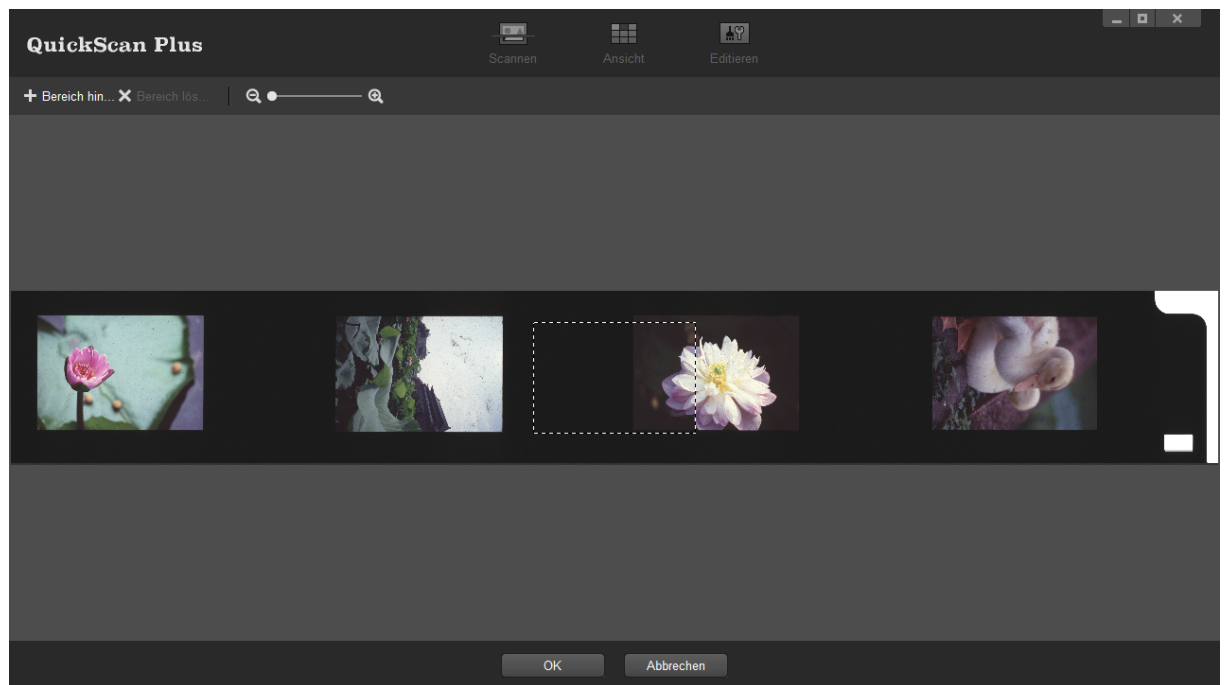 QuickScan Plus
Scannen
Ansicht
Editieren
Bereich hin... Bereich lös...
OK
Abbrechen